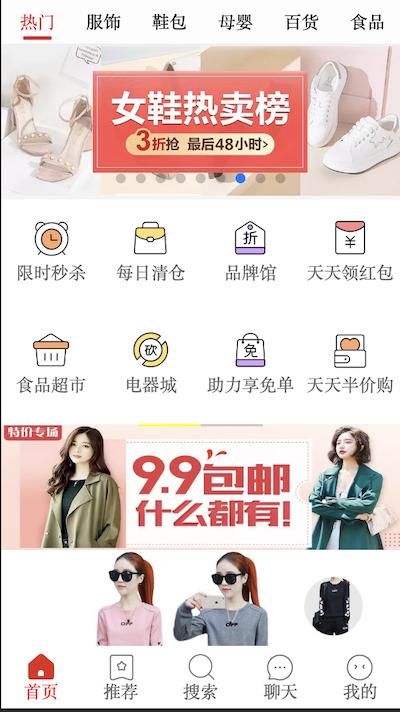 热门 服饰 鞋包 母婴 百货 食品
女鞋热卖榜
3折抢 最后48小时>
折 ¥
限时秒杀 每日清仓 品牌馆 天天领红包
砍 免
食品超市 电器城 助力享免单 天天半价购
特价专场
9.9包邮
什么都有!
首页 推荐 搜索 聊天 我的